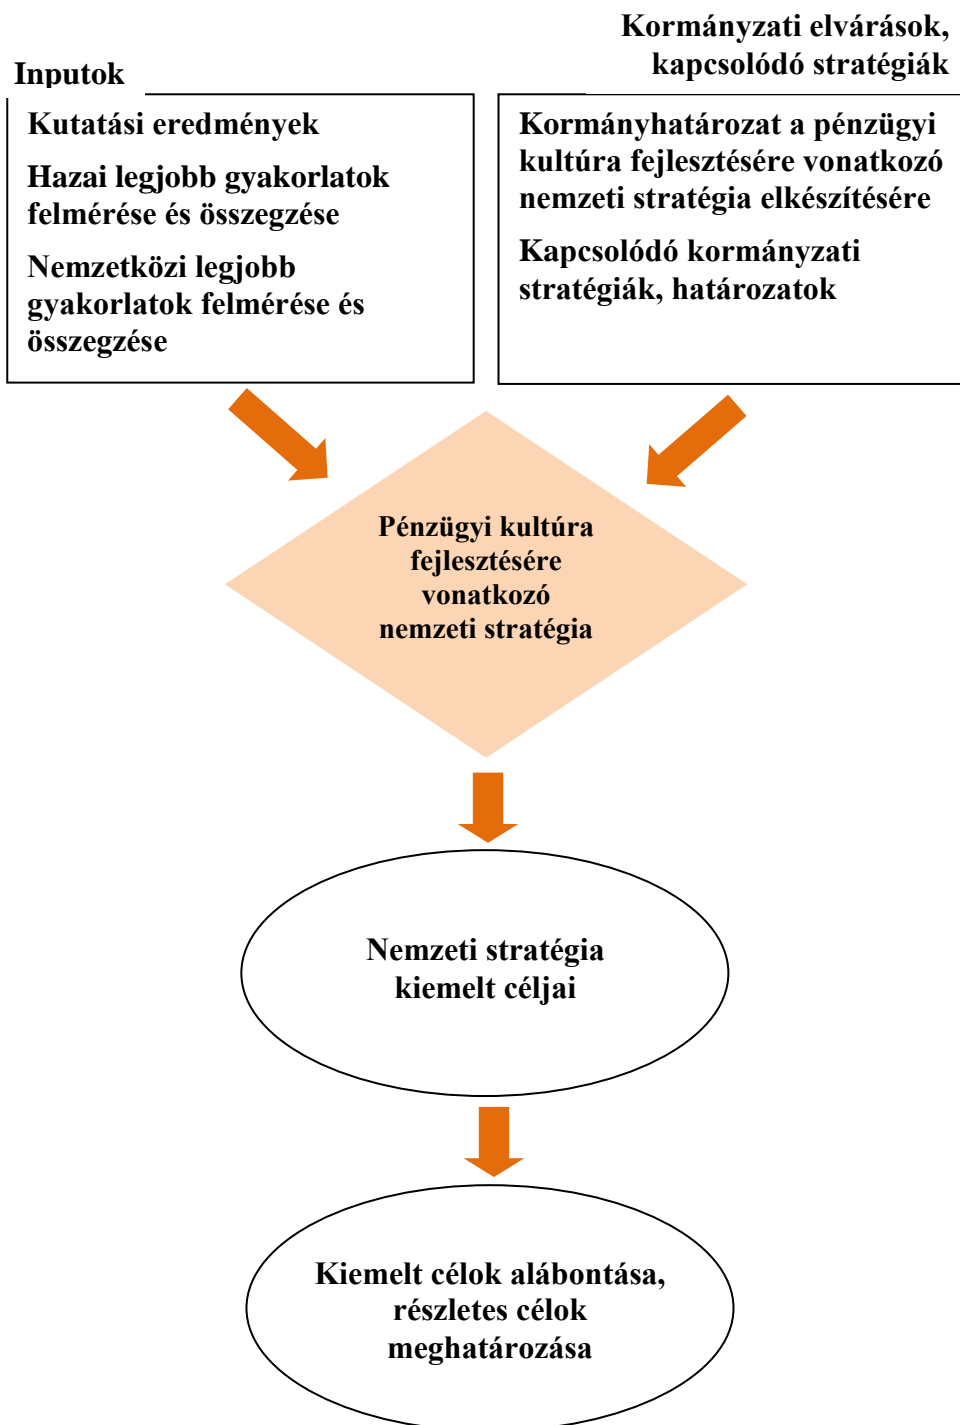 Inputok
Kutatási eredmények
Hazai legjobb gyakorlatok
felmérése és összegzése
Nemzetközi legjobb
gyakorlatok felmérése és
összegzése
Kormányzati elvárások,
kapcsolódó stratégiák
Kormányhatározat a pénzügyi
kultúra fejlesztésére vonatkozó
nemzeti stratégia elkészítésére
Kapcsolódó kormányzati
stratégiák, határozatok
Pénzügyi kultúra
fejlesztésére
vonatkozó
nemzeti stratégia
Nemzeti stratégia
kiemelt céljai
Kiemelt célok alábontása,
részletes célok
meghatározása